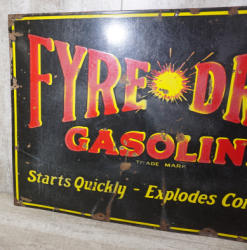 FYRE DR
GASOLIN
TRADE MARK
Starts Quickly - Explodes Co